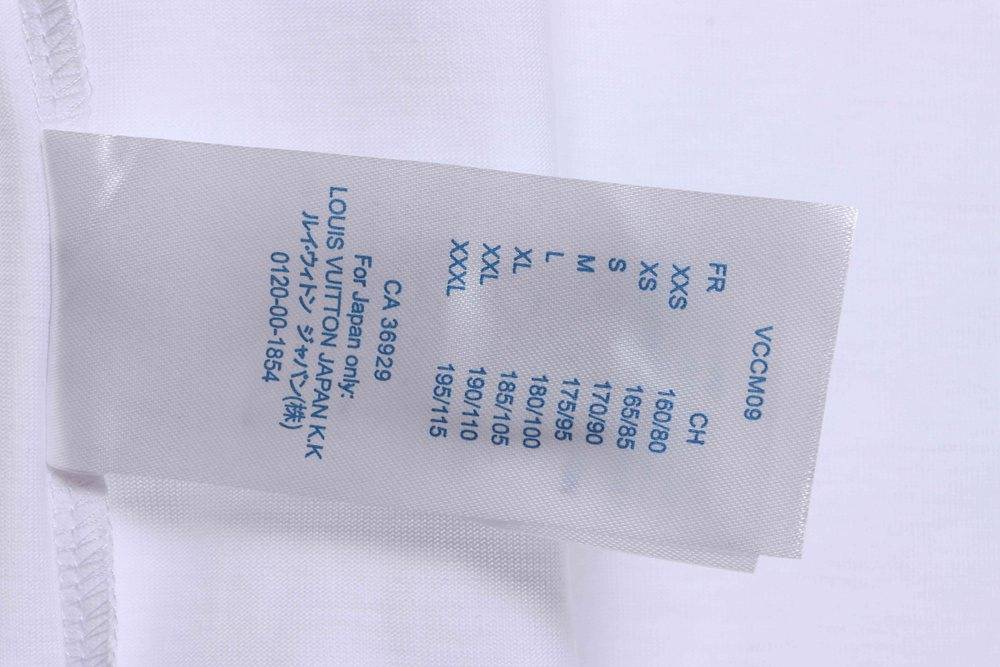 VCCM09
FR CH
XXS 160/80
XS 165/85
S 170/90
M 175/95
L 180/100
XL 185/105
XXL 190/110
XXXL 195/115
CA 36929
For Japan only:
LOUIS VUITTON JAPAN K.K
ルイ・ウィトン ジャパン(株)
0120-00-1854